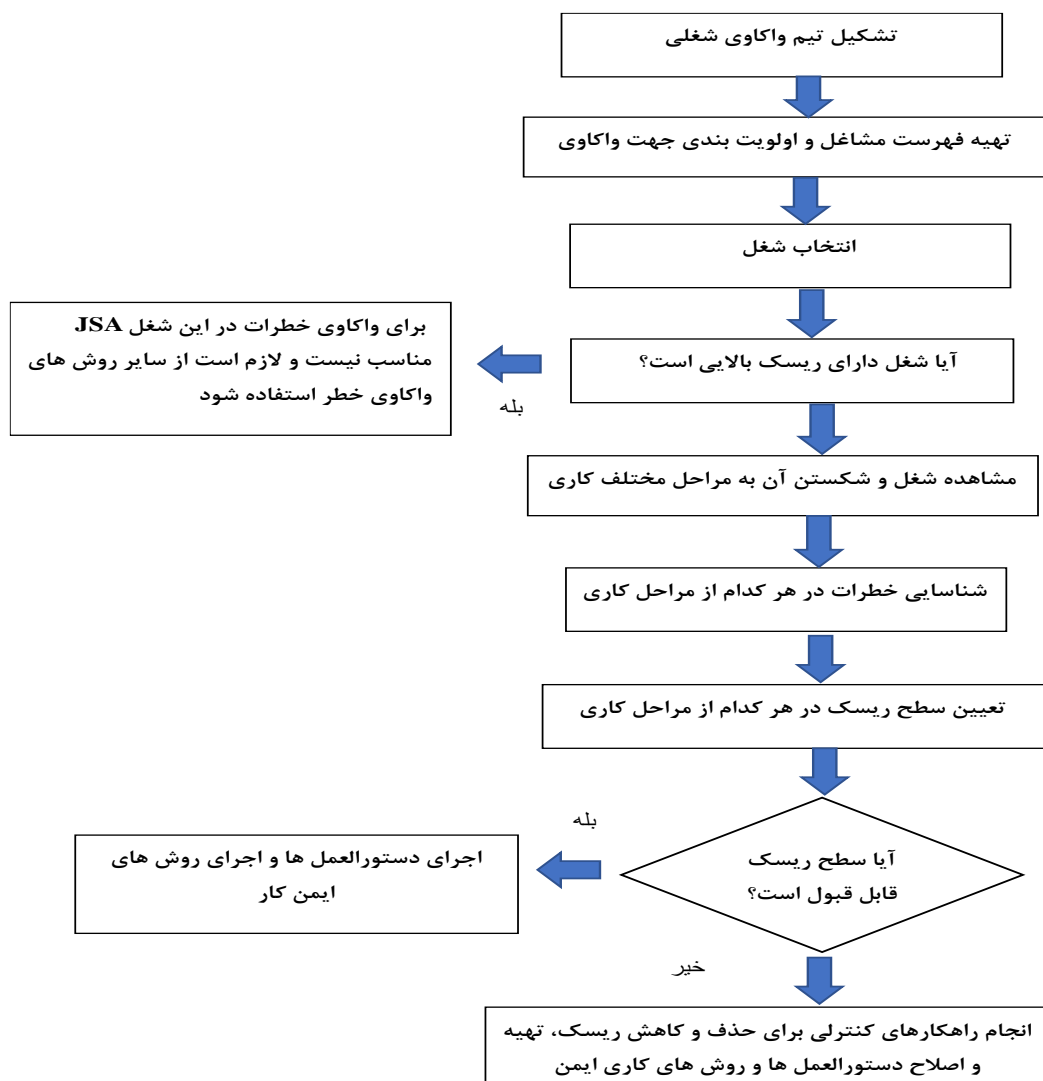 تشکیل تیم واکاوی شغلی
تهیه فهرست مشاغل و اولویت بندی جهت واکاوی
انتخاب شغل
آیا شغل دارای ریسک بالایی است؟
بله
برای واکاوی خطرات در این شغل JSA
مناسب نیست و لازم است از سایر روش های
واکاوی خطر استفاده شود
مشاهده شغل و شکستن آن به مراحل مختلف کاری
شناسایی خطرات در هر کدام از مراحل کاری
تعیین سطح ریسک در هر کدام از مراحل کاری
آیا سطح ریسک
قابل قبول است؟
بله
اجرای دستورالعمل ها و اجرای روش های
ایمن کار
خیر
انجام راهکارهای کنترلی برای حذف و کاهش ریسک، تهیه
و اصلاح دستورالعمل ها و روش های کاری ایمن